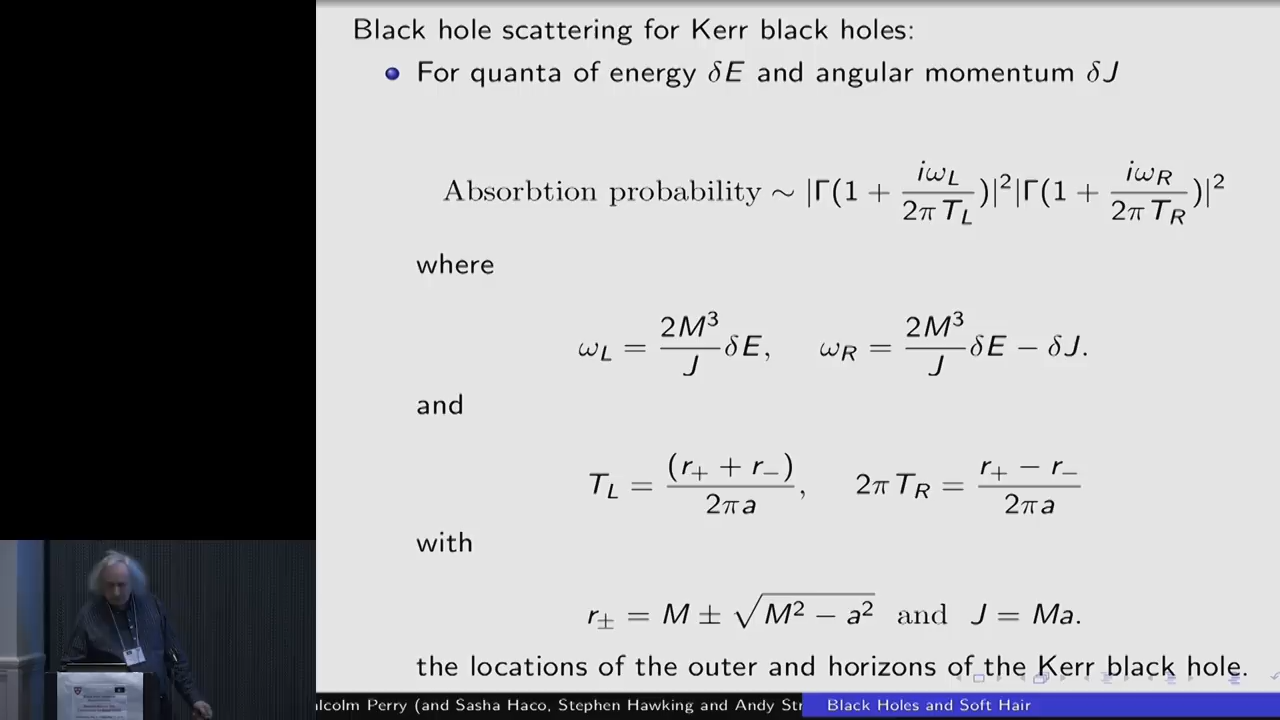 Black hole scattering for Kerr black holes:
For quanta of energy δE and angular momentum δJ
Absorbtion probability ∼ |Γ(1 + iω_L / 2πT_L)|² |Γ(1 + iω_R / 2πT_R)|²
where
ω_L = 2M³/J δE,  ω_R = 2M³/J δE − δJ.
and
T_L = (r₊ + r₋) / 2πa,  2πT_R = r₊ − r₋ / 2πa
with
r± = M ± √(M² − a²) and J = Ma.
the locations of the outer and horizons of the Kerr black hole.
lcolm Perry (and Sasha Haco, Stephen Hawking and Andy Str Black Holes and Soft Hair